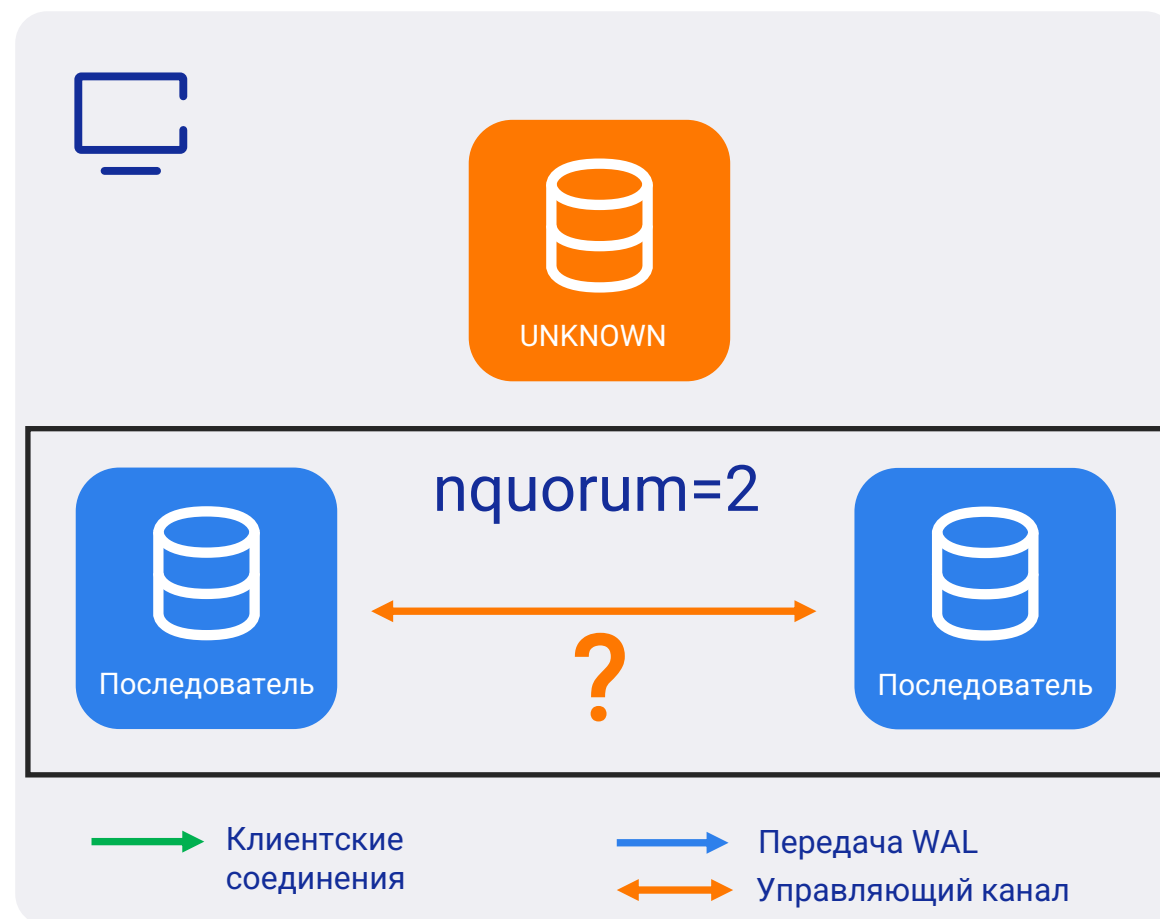 UNKNOWN
nquorum=2
?
Последователь
Последователь
Клиентские
соединения
Передача WAL
Управляющий канал